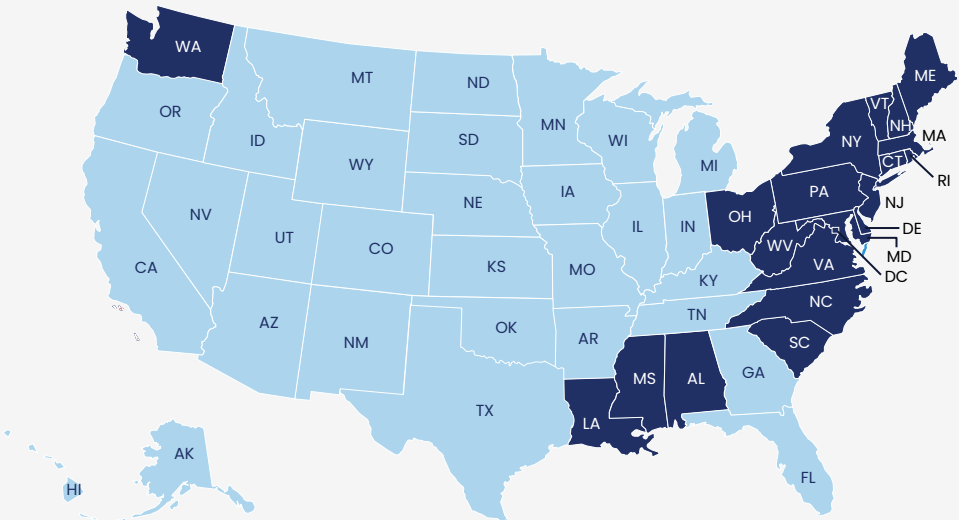 WA
ME
MT
ND
VT
OR
MN
NH
MA
ID
SD
WI
NY
CT
WY
MI
RI
IA
PA
NE
NJ
NV
OH
IL
IN
DE
UT
CO
WV
MD
CA
KS
MO
VA
DC
KY
NC
AZ
TN
OK
NM
AR
SC
MS
AL
GA
TX
LA
AK
FL
HI